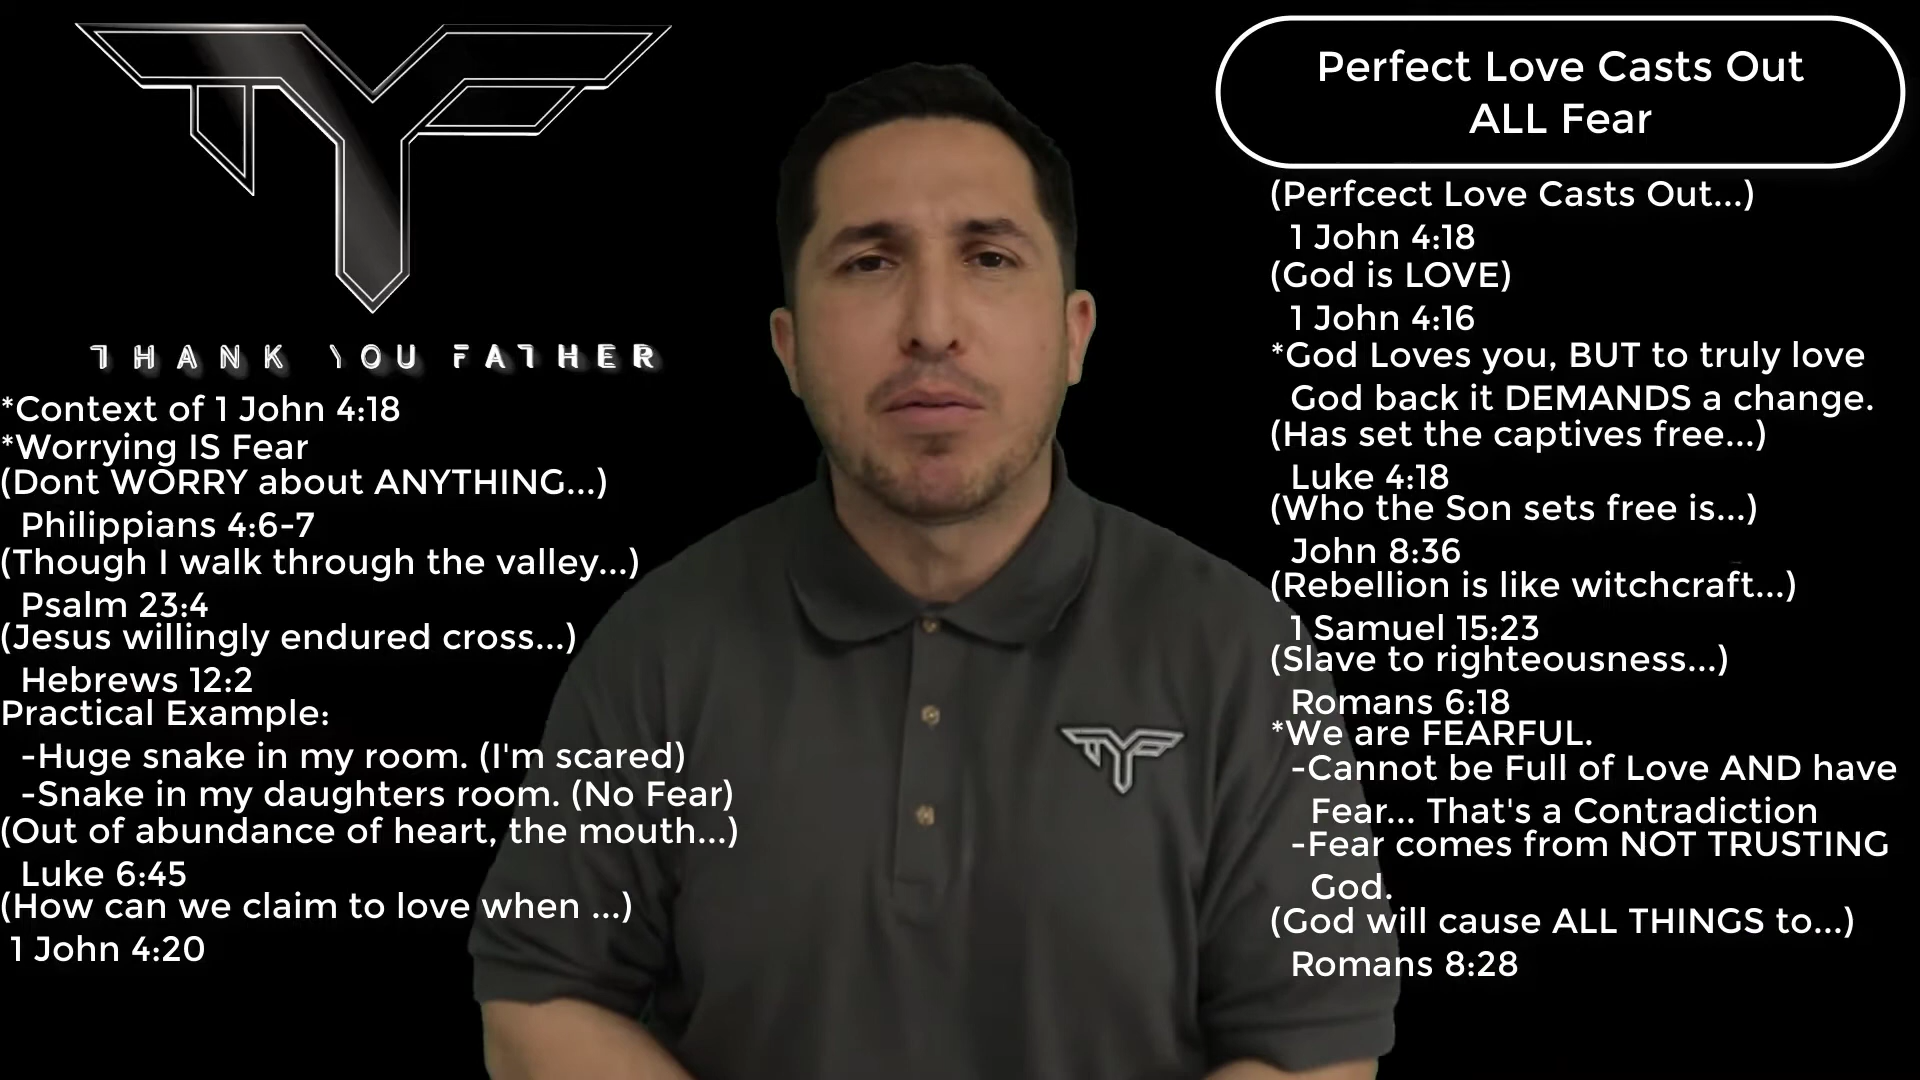 TYF
THANK YOU FATHER
*Context of 1 John 4:18
*Worrying IS Fear
(Dont WORRY about ANYTHING...)
Philippians 4:6-7
(Though I walk through the valley...)
Psalm 23:4
(Jesus willingly endured cross...)
Hebrews 12:2
Practical Example:
-Huge snake in my room. (I'm scared)
-Snake in my daughters room. (No Fear)
(Out of abundance of heart, the mouth...)
Luke 6:45
(How can we claim to love when ...)
1 John 4:20
TYF
Perfect Love Casts Out
ALL Fear
(Perfcect Love Casts Out...)
1 John 4:18
(God is LOVE)
1 John 4:16
*God Loves you, BUT to truly love
God back it DEMANDS a change.
(Has set the captives free...)
Luke 4:18
(Who the Son sets free is...)
John 8:36
(Rebellion is like witchcraft...)
1 Samuel 15:23
(Slave to righteousness...)
Romans 6:18
*We are FEARFUL.
-Cannot be Full of Love AND have
Fear... That's a Contradiction
-Fear comes from NOT TRUSTING
God.
(God will cause ALL THINGS to...)
Romans 8:28